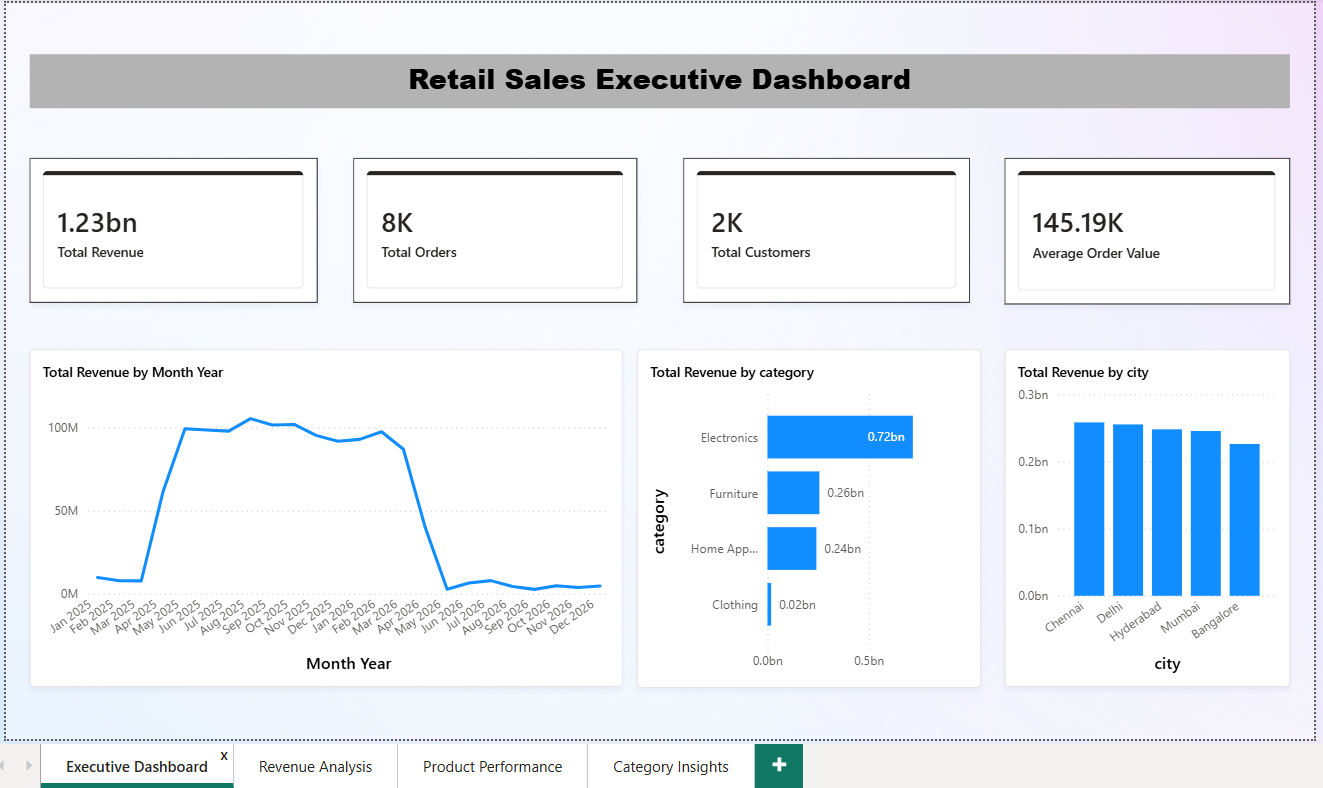 Retail Sales Executive Dashboard
1.23bn
Total Revenue
8K
Total Orders
2K
Total Customers
145.19K
Average Order Value
Total Revenue by Month Year
100M
50M
0M
Jan 2025
Feb 2025
Mar 2025
Apr 2025
May 2025
Jun 2025
Jul 2025
Aug 2025
Sep 2025
Oct 2025
Nov 2025
Dec 2025
Jan 2026
Feb 2026
Mar 2026
Apr 2026
May 2026
Jun 2026
Jul 2026
Aug 2026
Sep 2026
Oct 2026
Nov 2026
Dec 2026
Month Year
Total Revenue by category
category
Electronics 0.72bn
Furniture 0.26bn
Home App... 0.24bn
Clothing 0.02bn
0.0bn 0.5bn
Total Revenue by city
0.3bn
0.2bn
0.1bn
0.0bn
Chennai
Delhi
Hyderabad
Mumbai
Bangalore
city
Executive Dashboard x
Revenue Analysis
Product Performance
Category Insights
+